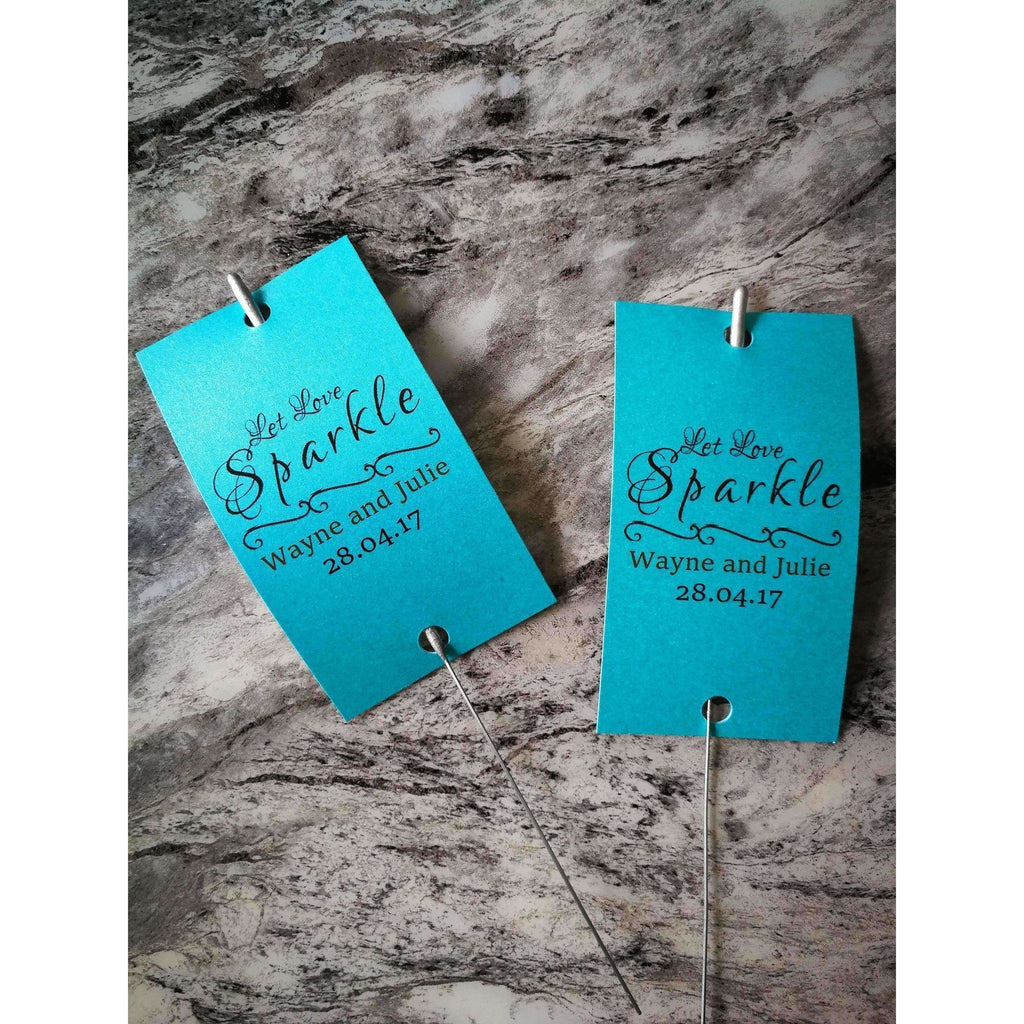 Let Love
Sparkle
Wayne and Julie
28.04.17
Let Love
Sparkle
Wayne and Julie
28.04.17